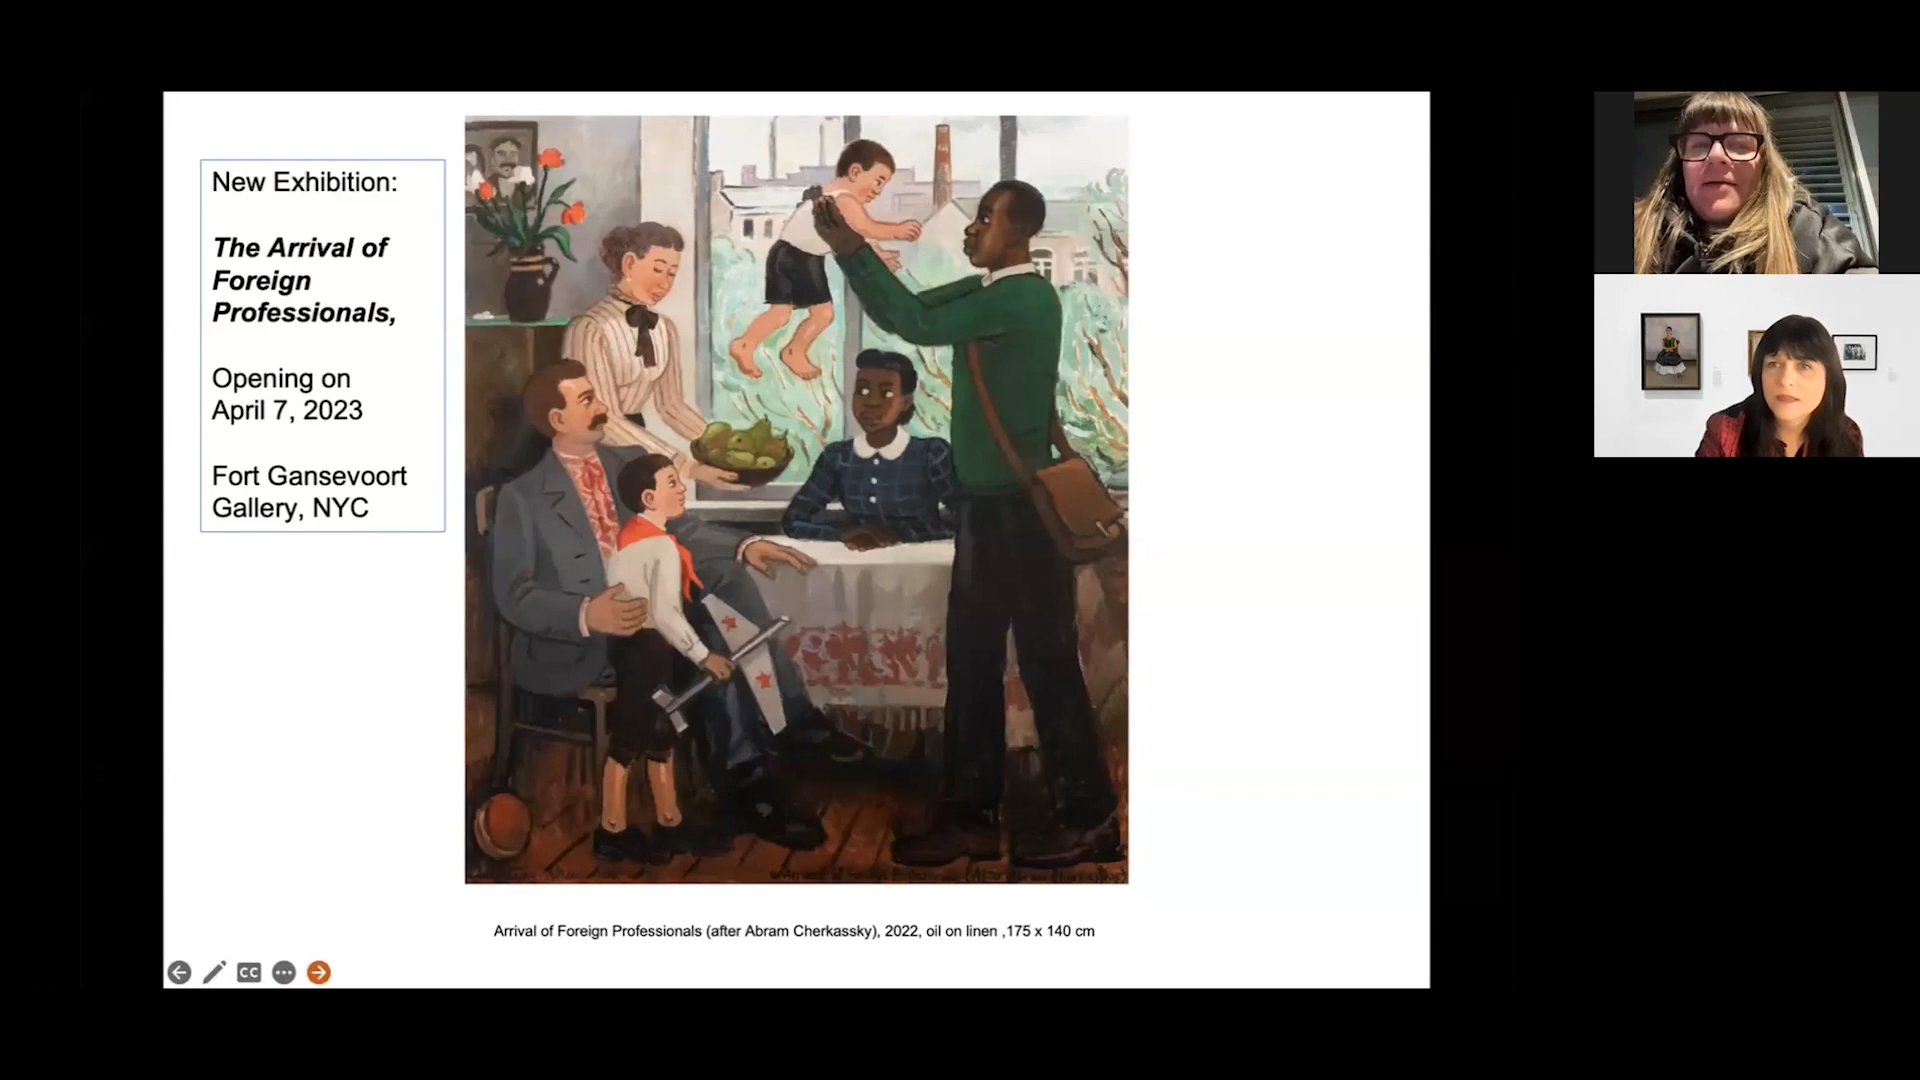 New Exhibition:
The Arrival of
Foreign
Professionals,
Opening on
April 7, 2023
Fort Gansevoort
Gallery, NYC
Arrival of Foreign Professionals (after Abram Cherkassky), 2022, oil on linen ,175 x 140 cm
CC